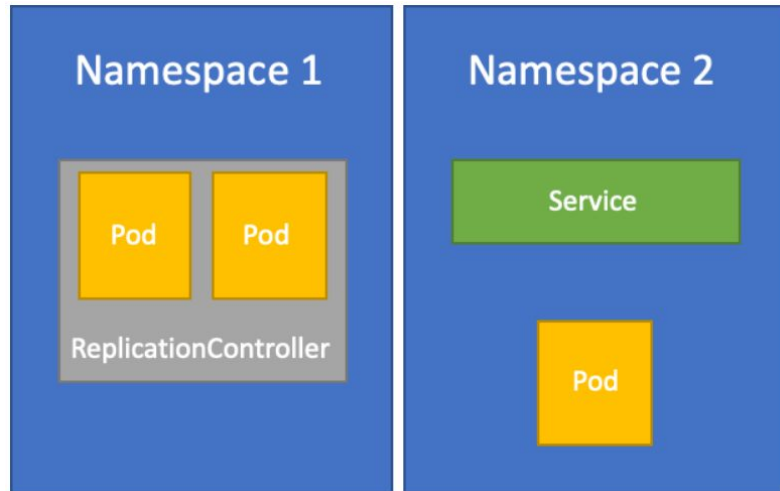 Namespace 1
Pod
Pod
ReplicationController
Namespace 2
Service
Pod